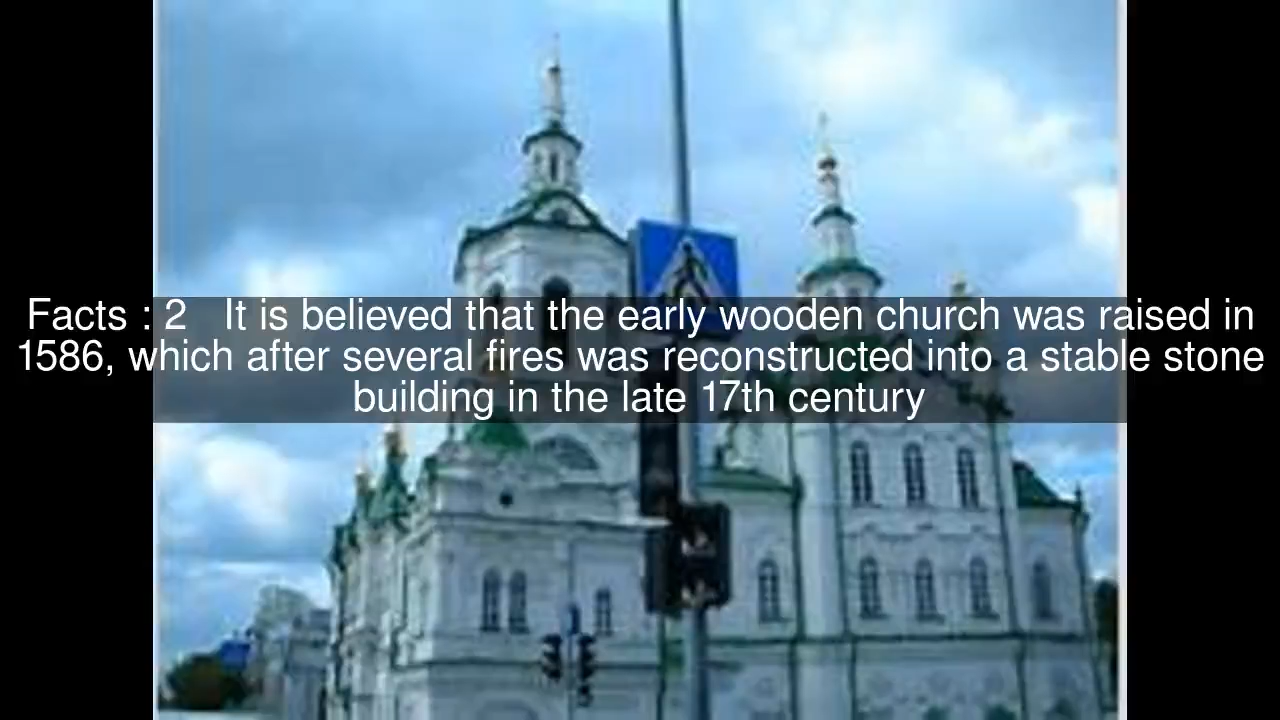 Facts : 2 It is believed that the early wooden church was raised in
1586, which after several fires was reconstructed into a stable stone
building in the late 17th century